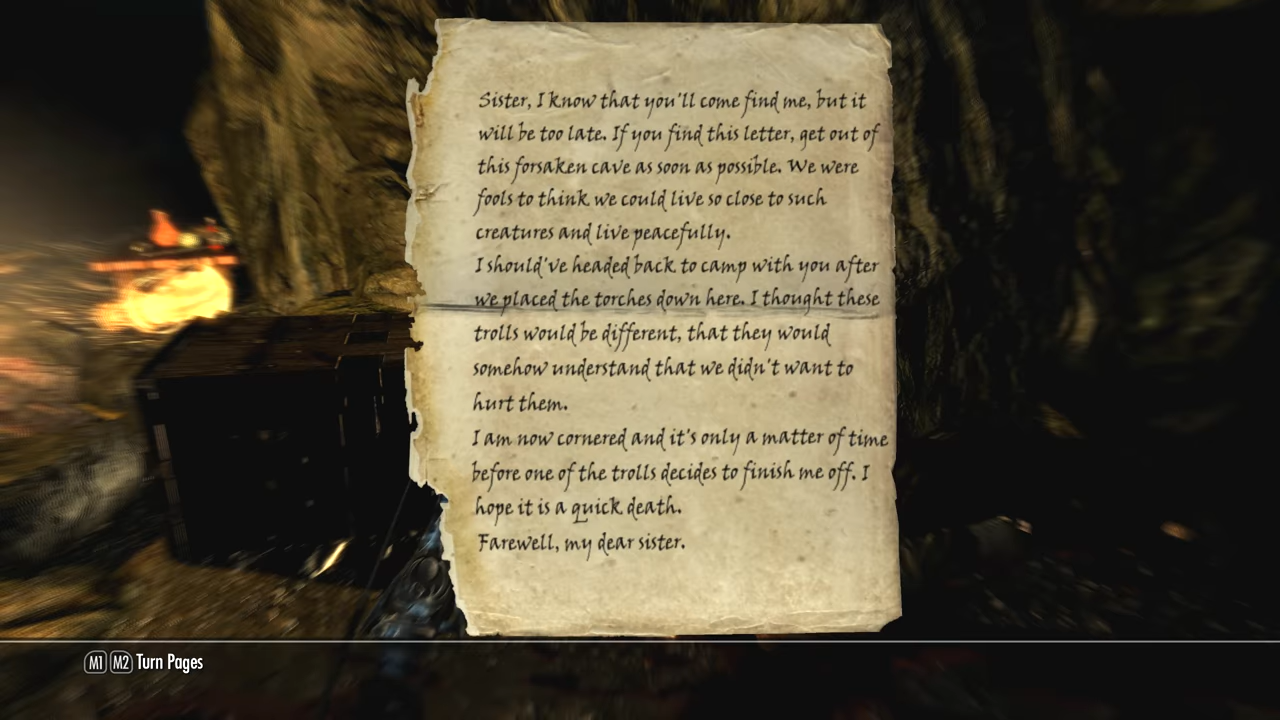 Sister, I know that you'll come find me, but it
will be too late. If you find this letter, get out of
this forsaken cave as soon as possible. We were
fools to think we could live so close to such
creatures and live peacefully.
I should've headed back to camp with you after
we placed the torches down here. I thought these
trolls would be different, that they would
somehow understand that we didn't want to
hurt them.
I am now cornered and it's only a matter of time
before one of the trolls decides to finish me off. I
hope it is a quick death.
Farewell, my dear sister.
M1 M2 Turn Pages